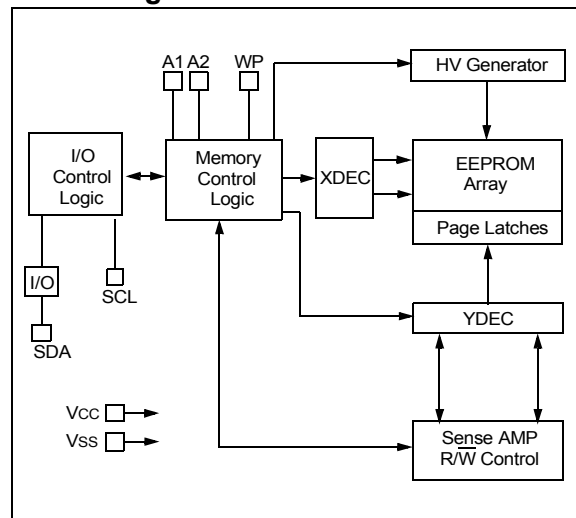 A1 A2 WP
HV Generator
I/O
Control
Logic
Memory
Control
Logic
XDEC
EEPROM
Array
Page Latches
I/O
SCL
SDA
YDEC
VCC
VSS
Sense AMP
R/W̅ Control